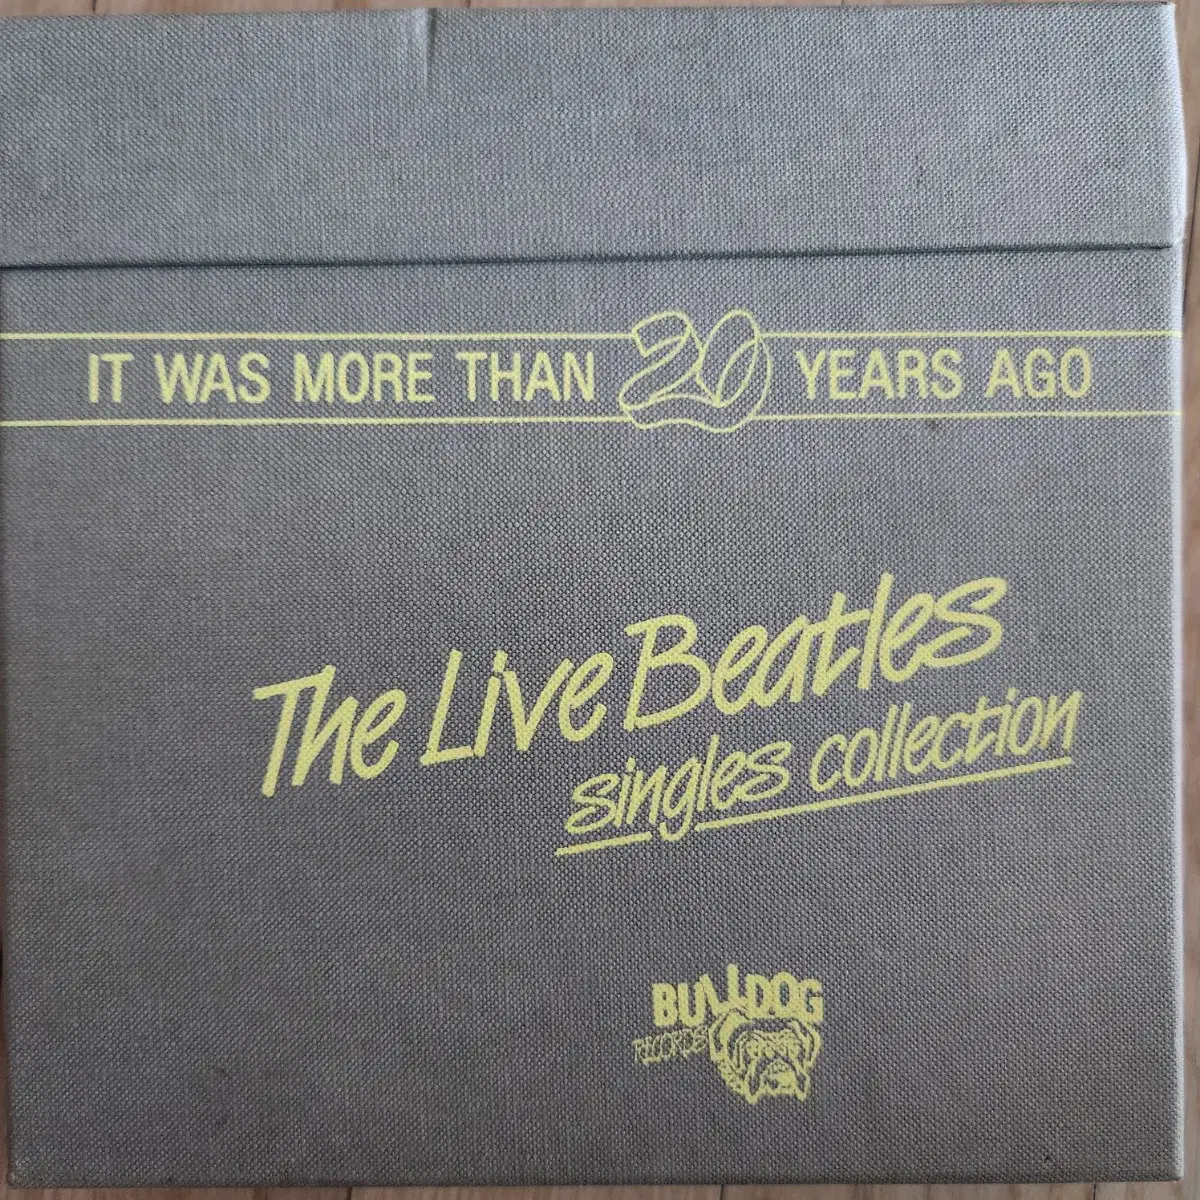 IT WAS MORE THAN 20 YEARS AGO
The Live Beatles
singles collection
BULLDOG
RECORDS